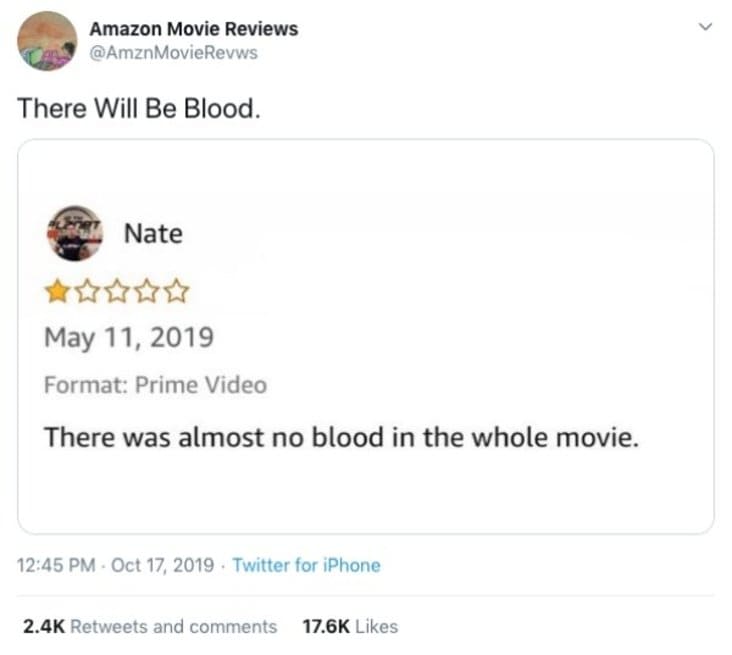 Amazon Movie Reviews
@AmznMovieRevws
There Will Be Blood.
Nate
May 11, 2019
Format: Prime Video
There was almost no blood in the whole movie.
12:45 PM · Oct 17, 2019 · Twitter for iPhone
2.4K Retweets and comments 17.6K Likes